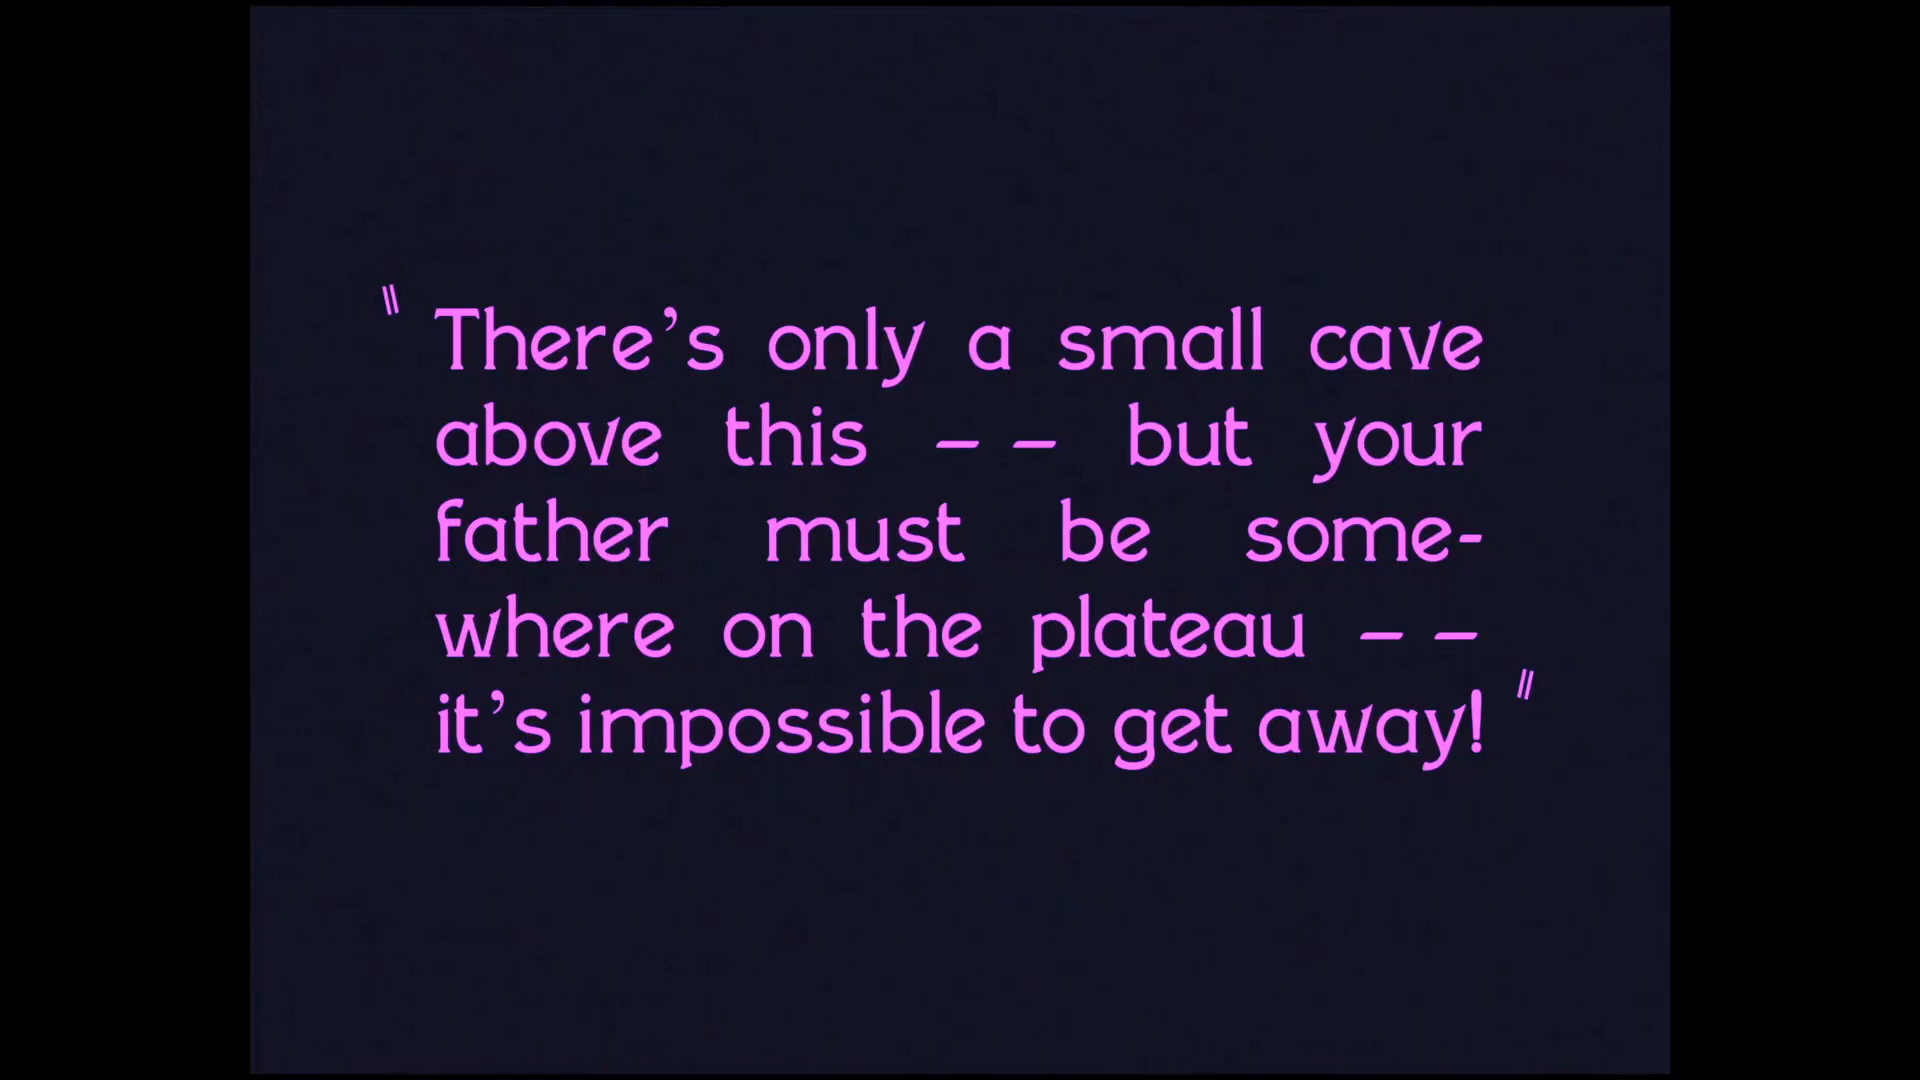 "There's only a small cave
above this -- but your
father must be some-
where on the plateau --
it's impossible to get away!"